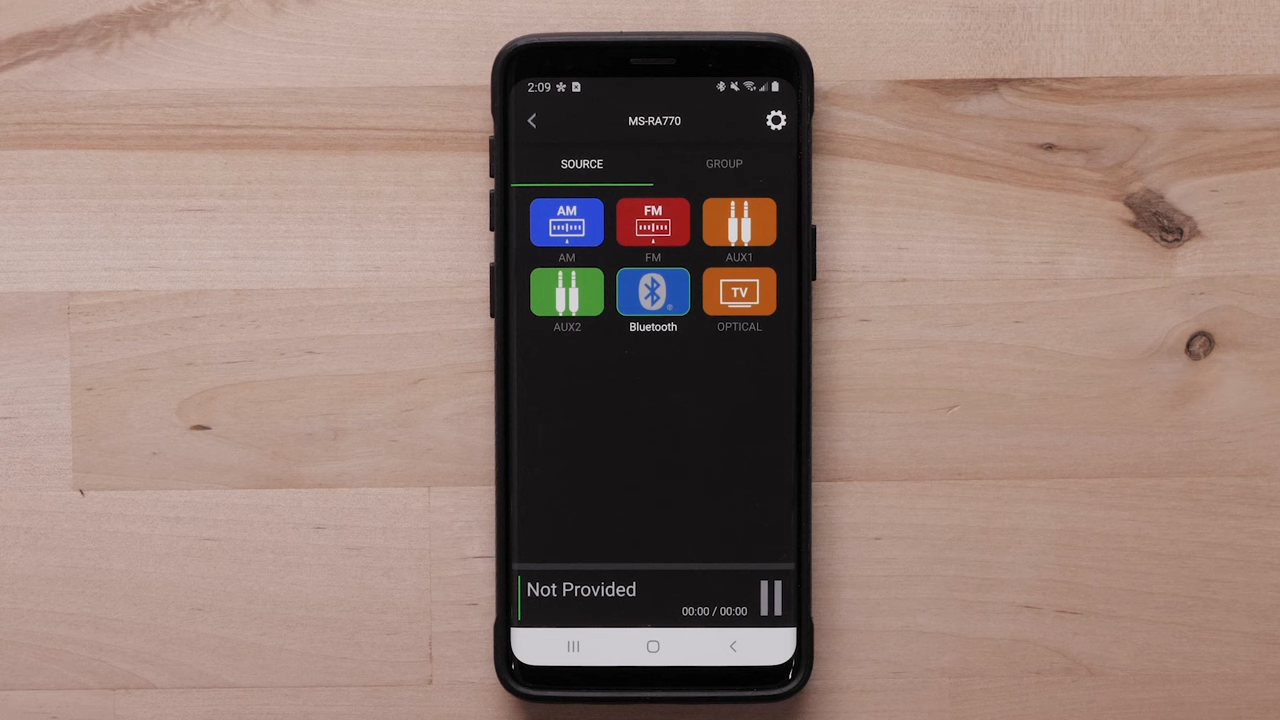 2:09
MS-RA770
SOURCE GROUP
AM FM
AM FM AUX1
TV
AUX2 Bluetooth OPTICAL
Not Provided
00:00 / 00:00